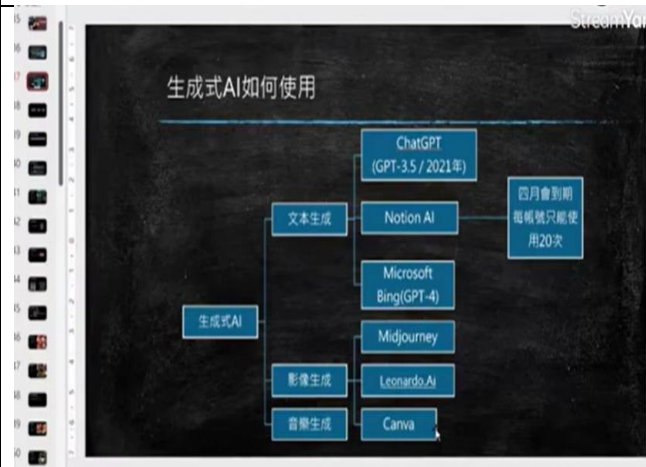 StreamYar
生成式AI如何使用
ChatGPT
(GPT-3.5 / 2021年)
四月會到期
每帳號只能使
用20次
文本生成
Notion AI
Microsoft
Bing(GPT-4)
生成式AI
Midjourney
影像生成
Leonardo.Ai
音樂生成
Canva